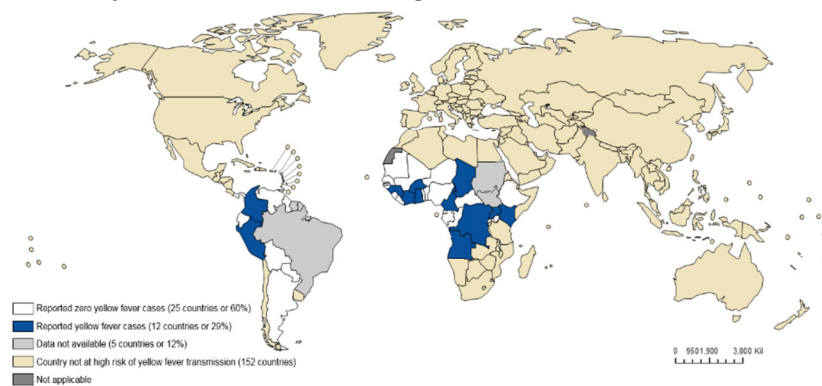 Reported zero yellow fever cases (25 countries or 60%)
Reported yellow fever cases (12 countries or 29%)
Data not available (5 countries or 12%)
Country not at high risk of yellow fever transmission (152 countries)
Not applicable
0 9501,900 3,800 Kil